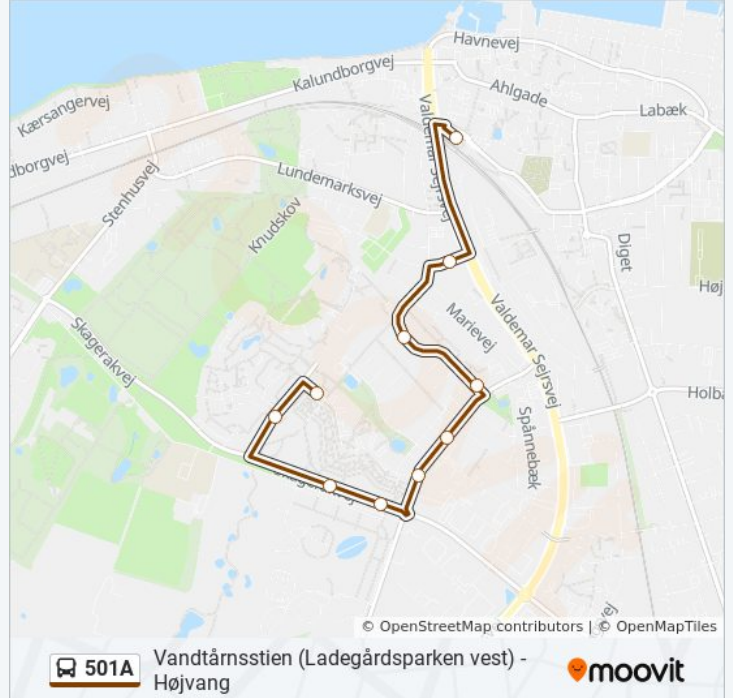 Havnevej
Kalundborgvej
Ahlgade
Labæk
Kærsangervej
dborgvej
Valdemar Sejrsvej
Lundemarksvej
Stenhusvej
Knudskov
Diget
Høj
Marievej
Valdemar Sejrsvej
Skagerakvej
Holba
Spånnebæk
© OpenStreetMap contributors | © OpenMapTiles
501A
Vandtårnsstien (Ladegårdsparken vest) -
Højvang
moovit